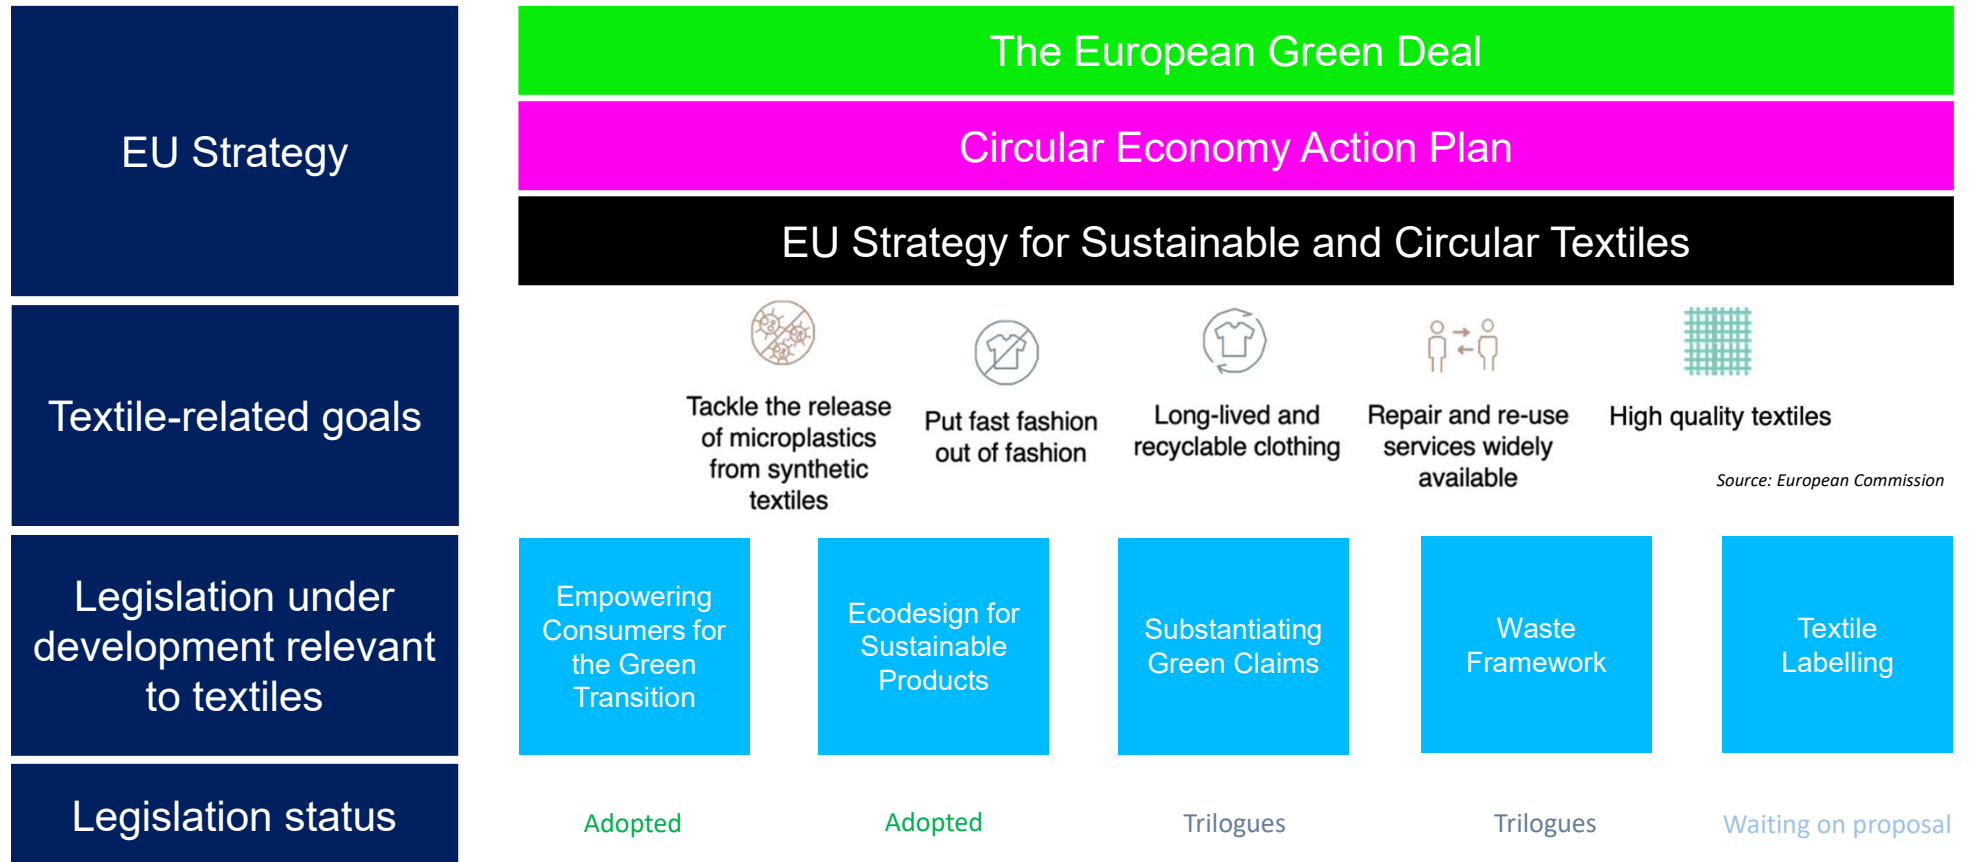 EU Strategy
The European Green Deal
Circular Economy Action Plan
EU Strategy for Sustainable and Circular Textiles
Textile-related goals
Tackle the release
of microplastics
from synthetic
textiles
Put fast fashion
out of fashion
Long-lived and
recyclable clothing
Repair and re-use
services widely
available
High quality textiles
Source: European Commission
Legislation under
development relevant
to textiles
Empowering
Consumers for
the Green
Transition
Ecodesign for
Sustainable
Products
Substantiating
Green Claims
Waste
Framework
Textile
Labelling
Legislation status
Adopted
Adopted
Trilogues
Trilogues
Waiting on proposal